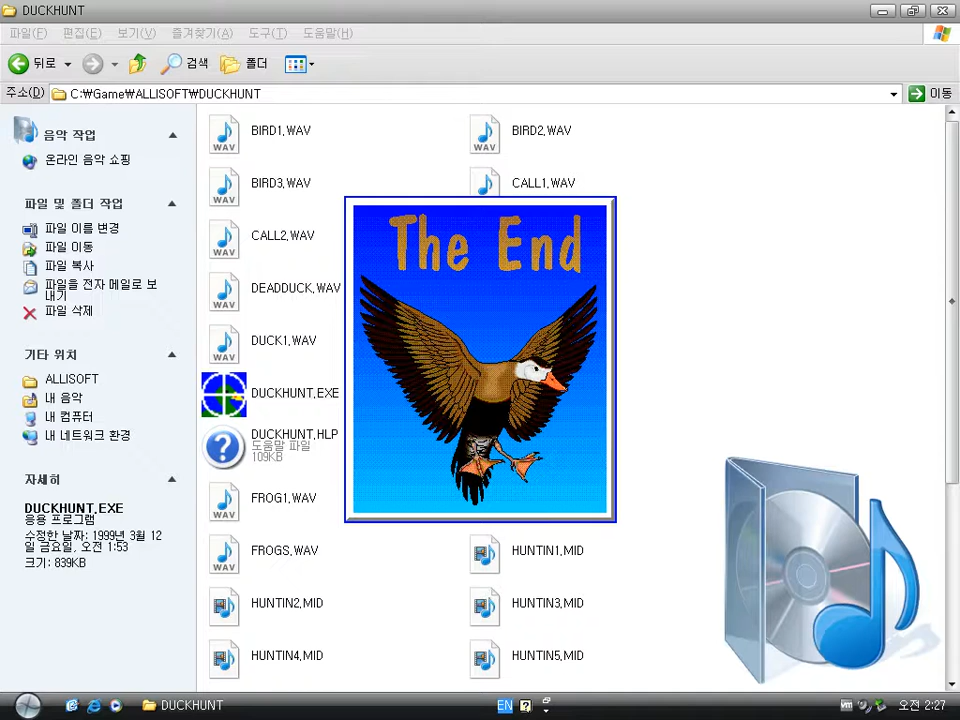 DUCKHUNT
파일(F) 편집(E) 보기(V) 즐겨찾기(A) 도구(T) 도움말(H)
뒤로 검색 폴더
주소(D) C:₩Game₩ALLISOFT₩DUCKHUNT 이동
음악 작업
온라인 음악 쇼핑
파일 및 폴더 작업
파일 이름 변경
파일 이동
파일 복사
파일을 전자 메일로 보
내기
파일 삭제
기타 위치
ALLISOFT
내 음악
내 컴퓨터
내 네트워크 환경
자세히
DUCKHUNT.EXE
응용 프로그램
수정한 날짜: 1999년 3월 12
일 금요일, 오전 1:53
크기: 839KB
BIRD1.WAV BIRD2.WAV
BIRD3.WAV CALL1.WAV
CALL2.WAV
DEADDUCK.WAV
DUCK1.WAV
DUCKHUNT.EXE
DUCKHUNT.HLP
도움말 파일
109KB
FROG1.WAV
FROGS.WAV HUNTIN1.MID
HUNTIN2.MID HUNTIN3.MID
HUNTIN4.MID HUNTIN5.MID
WAV WAV
WAV
WAV
WAV
WAV
WAV
WAV
The End
DUCKHUNT EN vm 오전 2:27